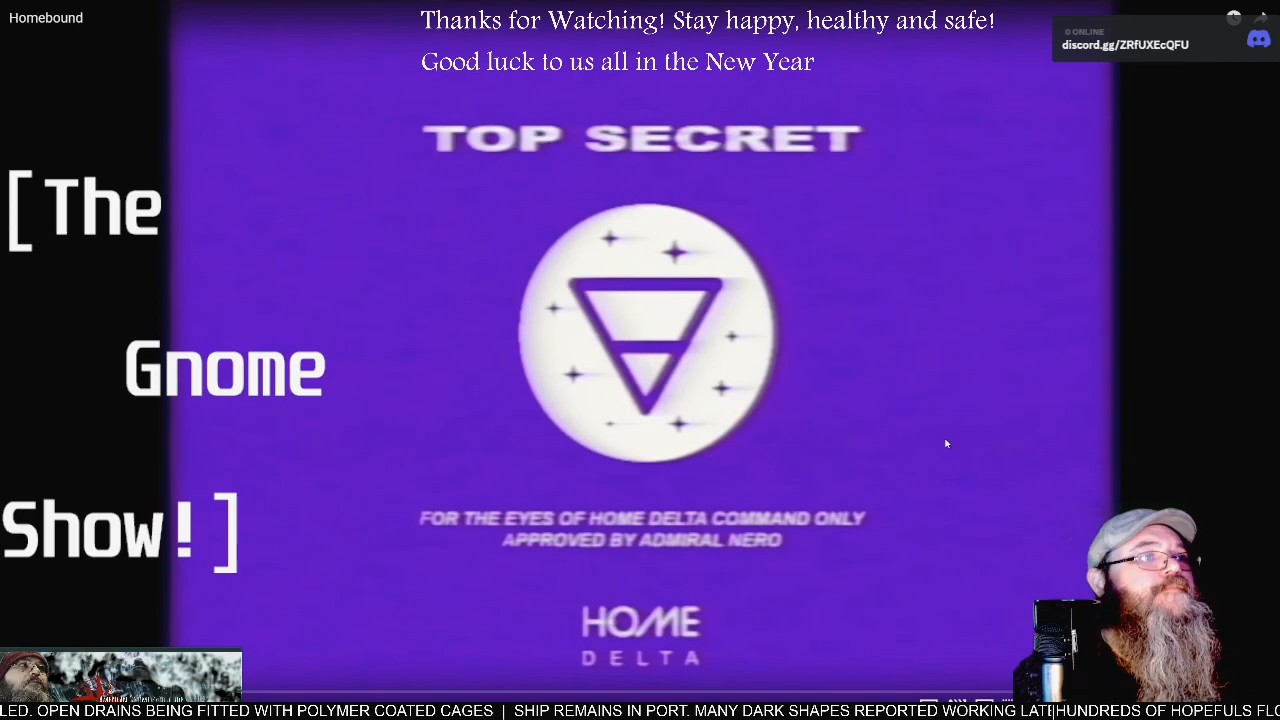 Homebound
Thanks for Watching! Stay happy, healthy and safe!
Good luck to us all in the New Year
0 ONLINE
discord.gg/ZRfUXEcQFU
TOP SECRET
[The
Gnome
Show!]
FOR THE EYES OF HOME DELTA COMMAND ONLY
APPROVED BY ADMIRAL NERO
HOME
DELTA
LED. OPEN DRAINS BEING FITTED WITH POLYMER COATED CAGES | SHIP REMAINS IN PORT. MANY DARK SHAPES REPORTED WORKING LATE|HUNDREDS OF HOPEFULS FLO